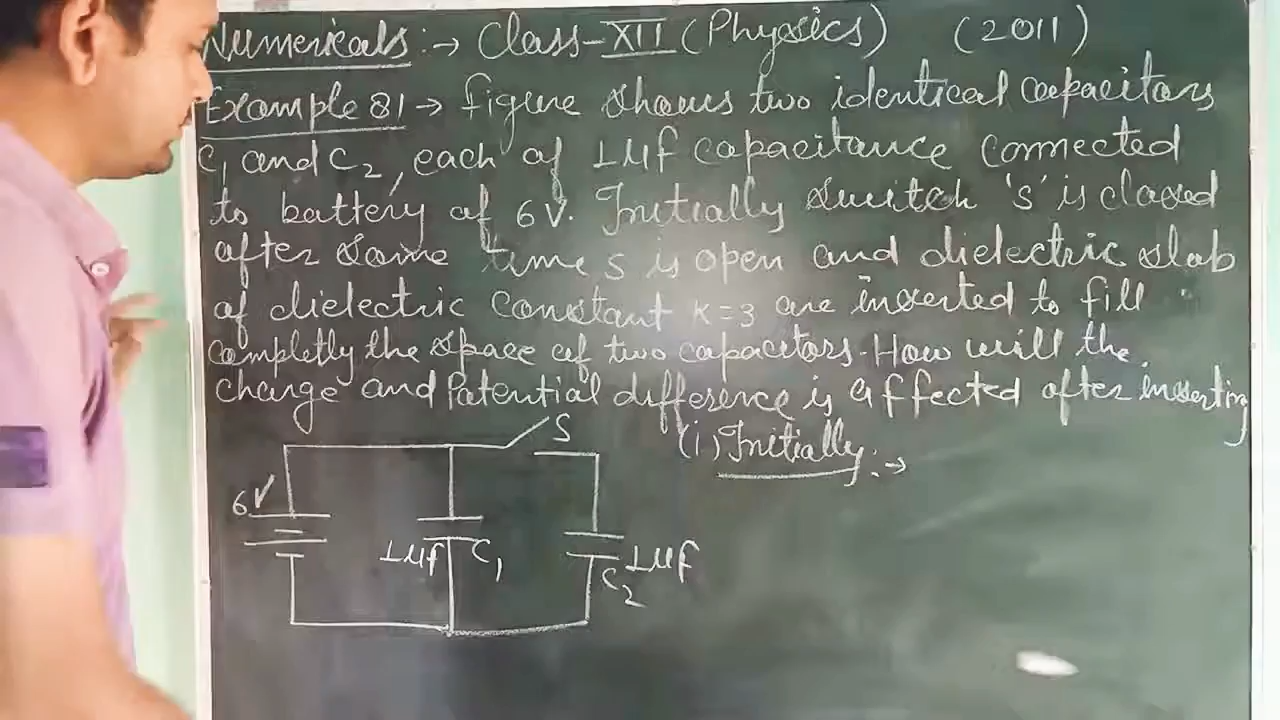 Numericals :→ Class-XII (Physics) (2011)
Example 81 → figure shows two identical capacitors
C1 and C2, each of 1μf capacitance connected
to battery of 6V. Initially switch 's' is closed
after some time s is open and dielectric slab
of dielectric constant K=3 are inserted to fill
completly the space of two capacitors. How will the
charge and Potential difference is affected after inserting
(i) Initially :→
S
6V
1μf C1
1μf
C2